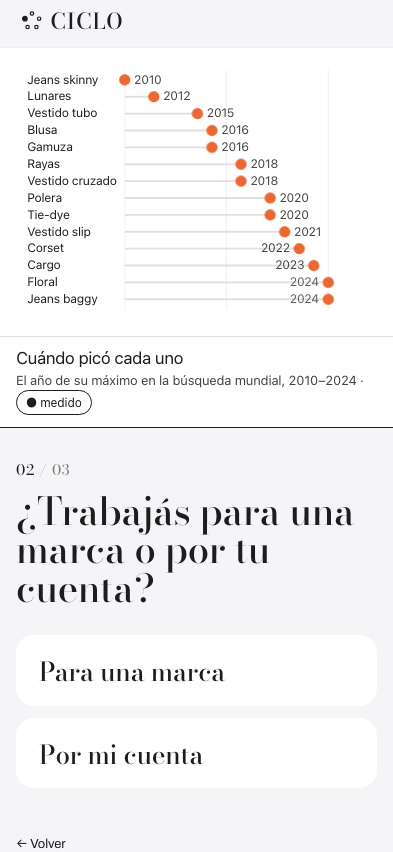 CICLO
Jeans skinny 2010
Lunares 2012
Vestido tubo 2015
Blusa 2016
Gamuza 2016
Rayas 2018
Vestido cruzado 2018
Polera 2020
Tie-dye 2020
Vestido slip 2021
Corset 2022
Cargo 2023
Floral 2024
Jeans baggy 2024
Cuándo picó cada uno
El año de su máximo en la búsqueda mundial, 2010–2024 ·
medido
02 / 03
¿Trabajás para una
marca o por tu
cuenta?
Para una marca
Por mi cuenta
← Volver